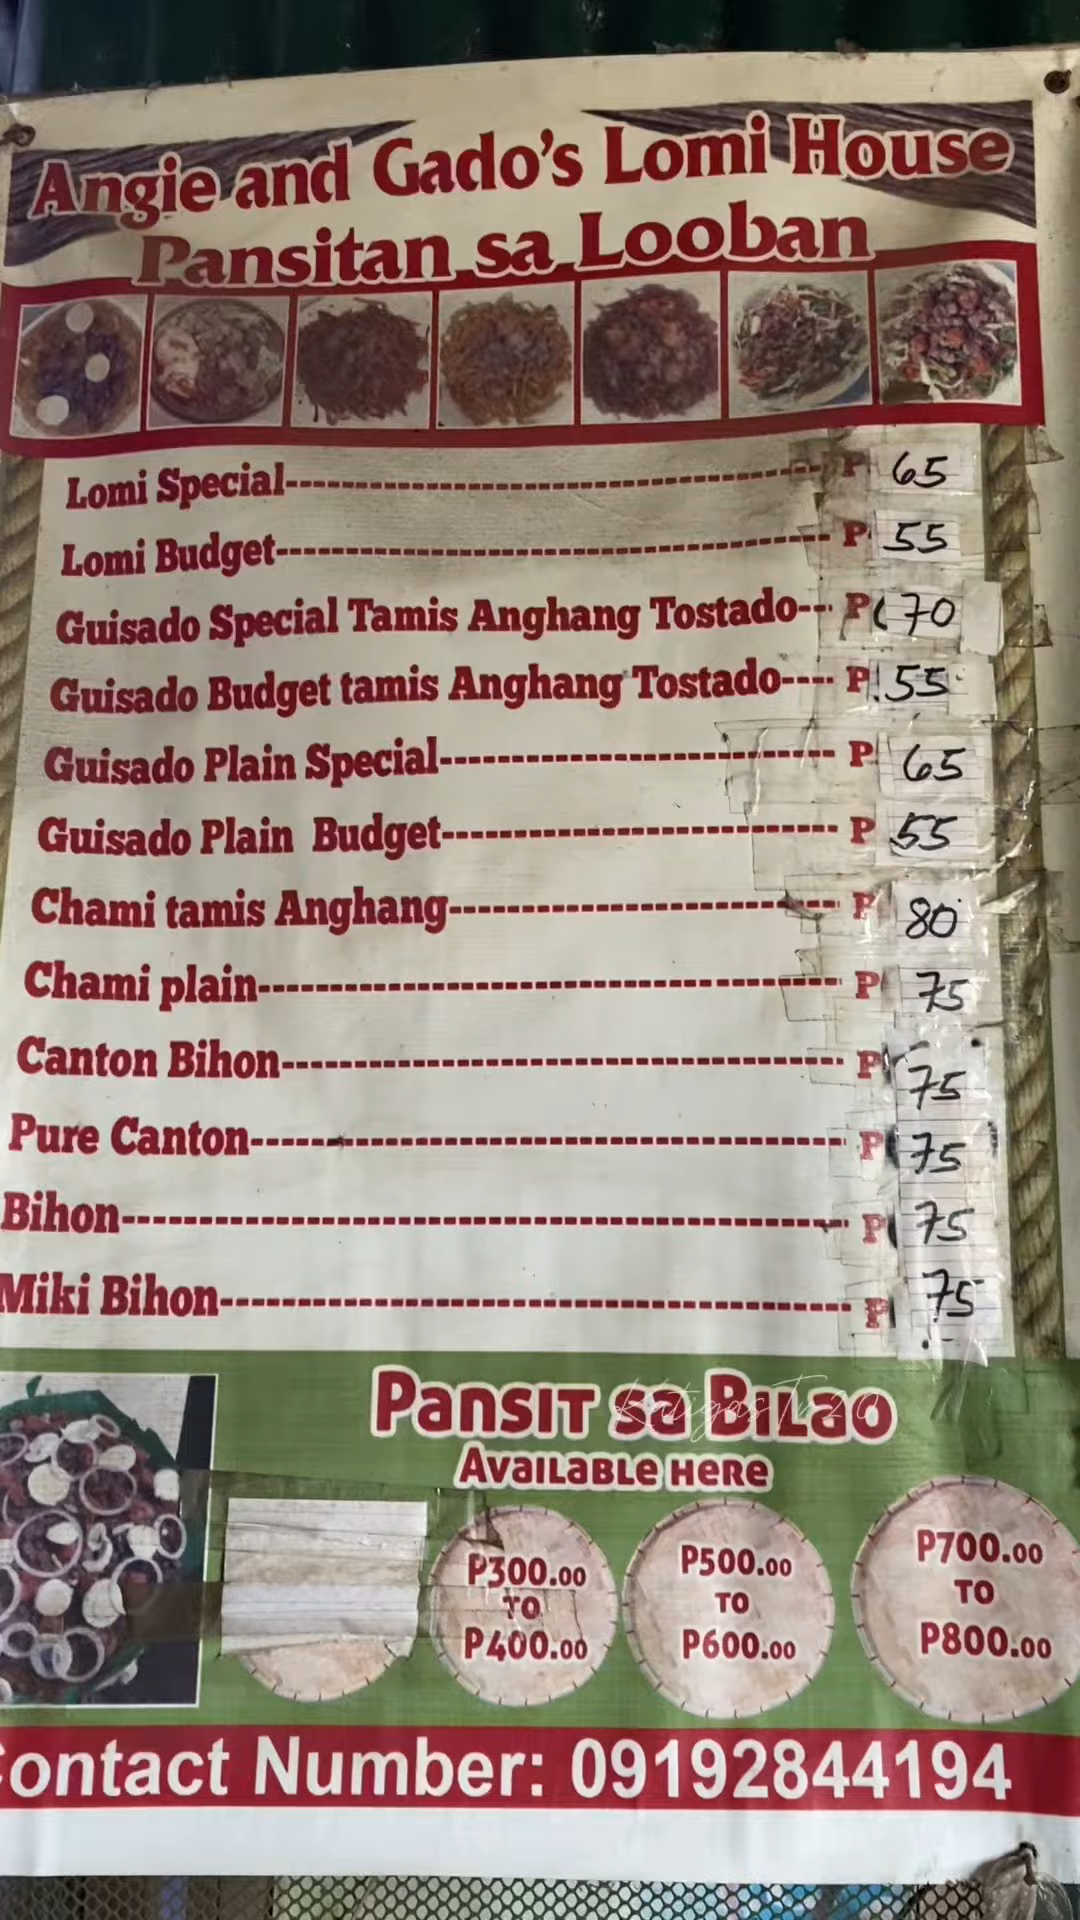 Angie and Gado's Lomi House
Pansitan sa Looban
Lomi Special P 65
Lomi Budget P 55
Guisado Special Tamis Anghang Tostado P 70
Guisado Budget tamis Anghang Tostado P 55
Guisado Plain Special P 65
Guisado Plain Budget P 55
Chami tamis Anghang P 80
Chami plain P 75
Canton Bihon P 75
Pure Canton P 75
Bihon P 75
Miki Bihon P 75
Pansit sa Bilao
Available Here
P300.00 TO P400.00
P500.00 TO P600.00
P700.00 TO P800.00
Contact Number: 09192844194
KatigasTv20